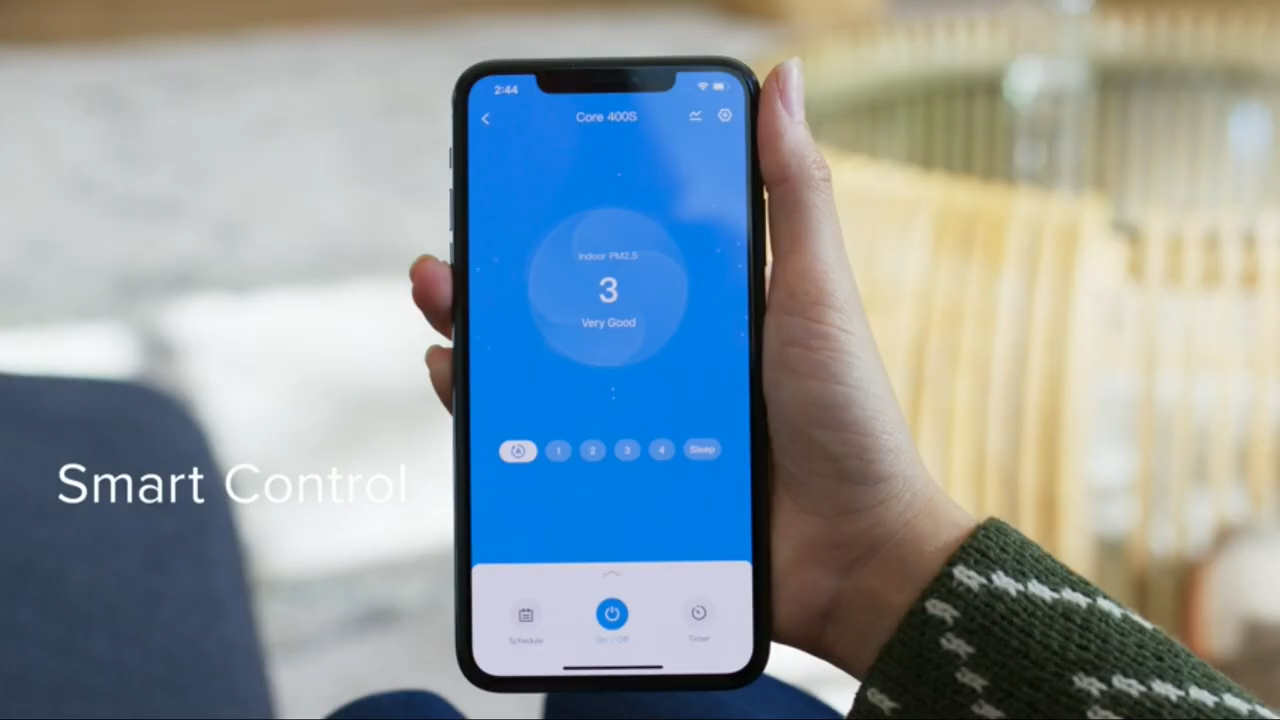 2:44
Core 400S
Indoor PM2.5
3
Very Good
A 1 2 3 4 Sleep
Smart Control
Schedule
On / Off
Timer